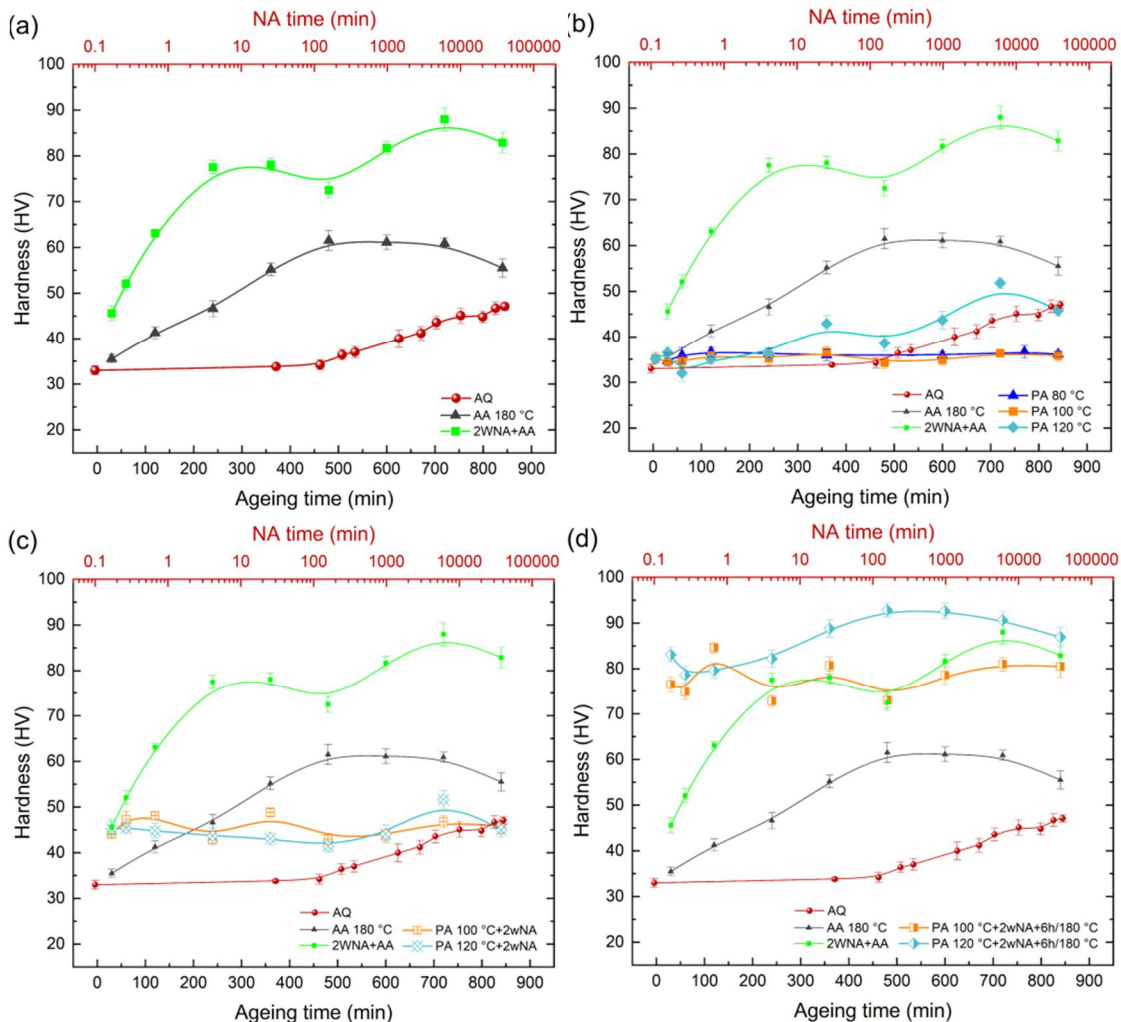 (a)
NA time (min)
0.1 1 10 100 1000 10000 100000
100
90
80
70
60
50
40
30
20
Hardness (HV)
AQ
AA 180 °C
2WNA+AA
0 100 200 300 400 500 600 700 800 900
Ageing time (min)
(b)
NA time (min)
0.1 1 10 100 1000 10000 100000
100
90
80
70
60
50
40
30
20
Hardness (HV)
AQ PA 80 °C
AA 180 °C PA 100 °C
2WNA+AA PA 120 °C
0 100 200 300 400 500 600 700 800 900
Ageing time (min)
(c)
NA time (min)
0.1 1 10 100 1000 10000 100000
100
90
80
70
60
50
40
30
20
Hardness (HV)
AQ
AA 180 °C PA 100 °C+2wNA
2WNA+AA PA 120 °C+2wNA
0 100 200 300 400 500 600 700 800 900
Ageing time (min)
(d)
NA time (min)
0.1 1 10 100 1000 10000 100000
100
90
80
70
60
50
40
30
20
Hardness (HV)
AQ
AA 180 °C PA 100 °C+2wNA+6h/180 °C
2WNA+AA PA 120 °C+2wNA+6h/180 °C
0 100 200 300 400 500 600 700 800 900
Ageing time (min)